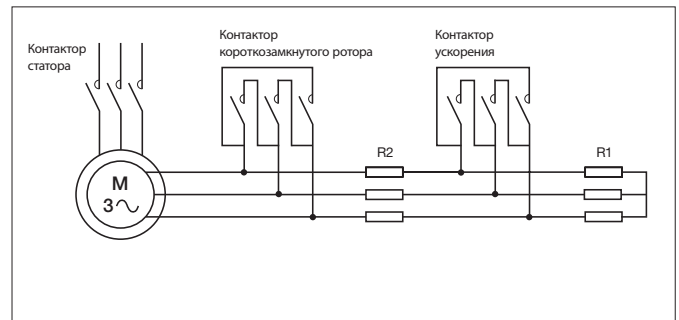 Контактор
статора
Контактор
короткозамкнутого ротора
Контактор
ускорения
R2
R1
M
3